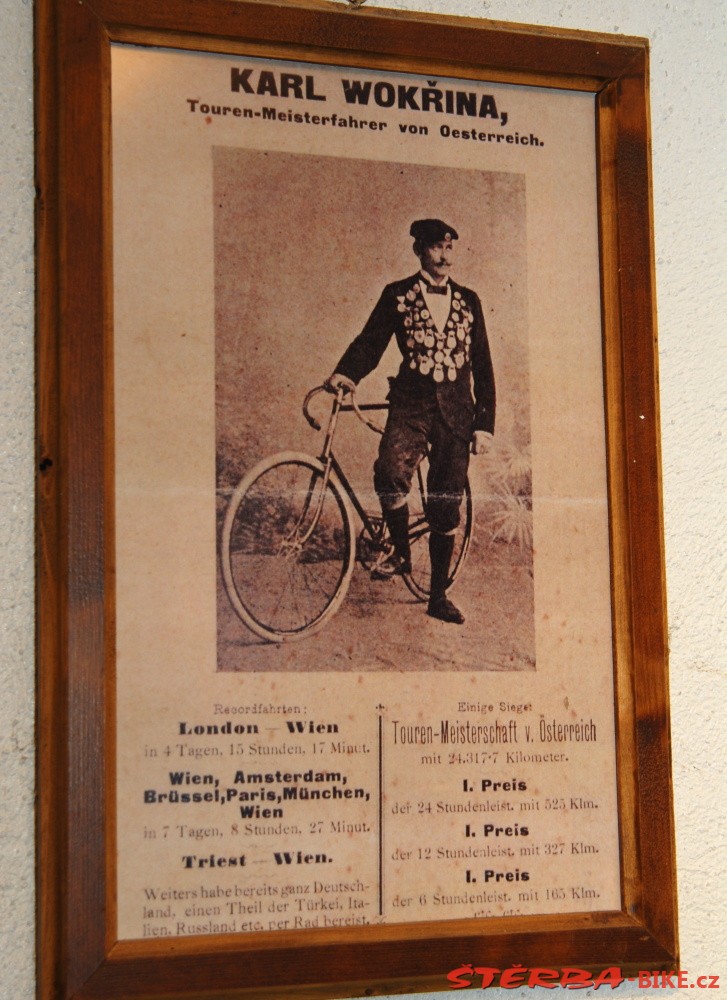 KARL WOKŘINA,
Touren-Meisterfahrer von Oesterreich.
Recordfahrten:
London — Wien
in 4 Tagen, 15 Stunden, 17 Minut.
Wien, Amsterdam,
Brüssel, Paris, München,
Wien
in 7 Tagen, 8 Stunden, 27 Minut.
Triest — Wien.
Weiters habe bereits ganz Deutsch-
land, einen Theil der Türkei, Ita-
lien, Russland etc. per Rad bereist.
Einige Siege:
Touren-Meisterschaft v. Österreich
mit 24.317·7 Kilometer.
I. Preis
der 24 Stundenleist. mit 525 Klm.
I. Preis
der 12 Stundenleist. mit 327 Klm.
I. Preis
der 6 Stundenleist. mit 165 Klm.
ŠTĚRBA-BIKE.cz